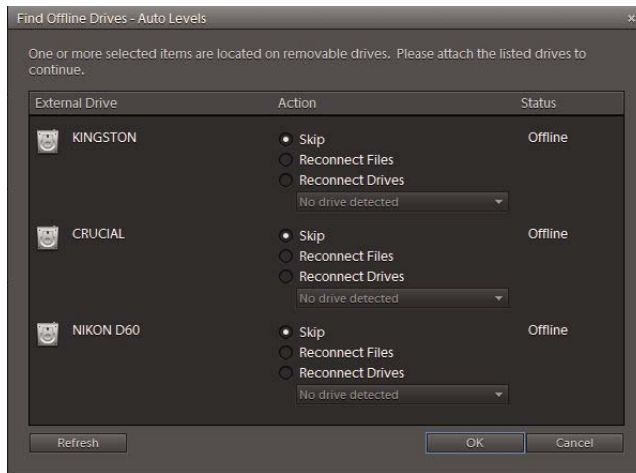 Find Offline Drives - Auto Levels
One or more selected items are located on removable drives. Please attach the listed drives to
continue.
External Drive Action Status
KINGSTON Skip Offline
Reconnect Files
Reconnect Drives
No drive detected
CRUCIAL Skip Offline
Reconnect Files
Reconnect Drives
No drive detected
NIKON D60 Skip Offline
Reconnect Files
Reconnect Drives
No drive detected
Refresh OK Cancel